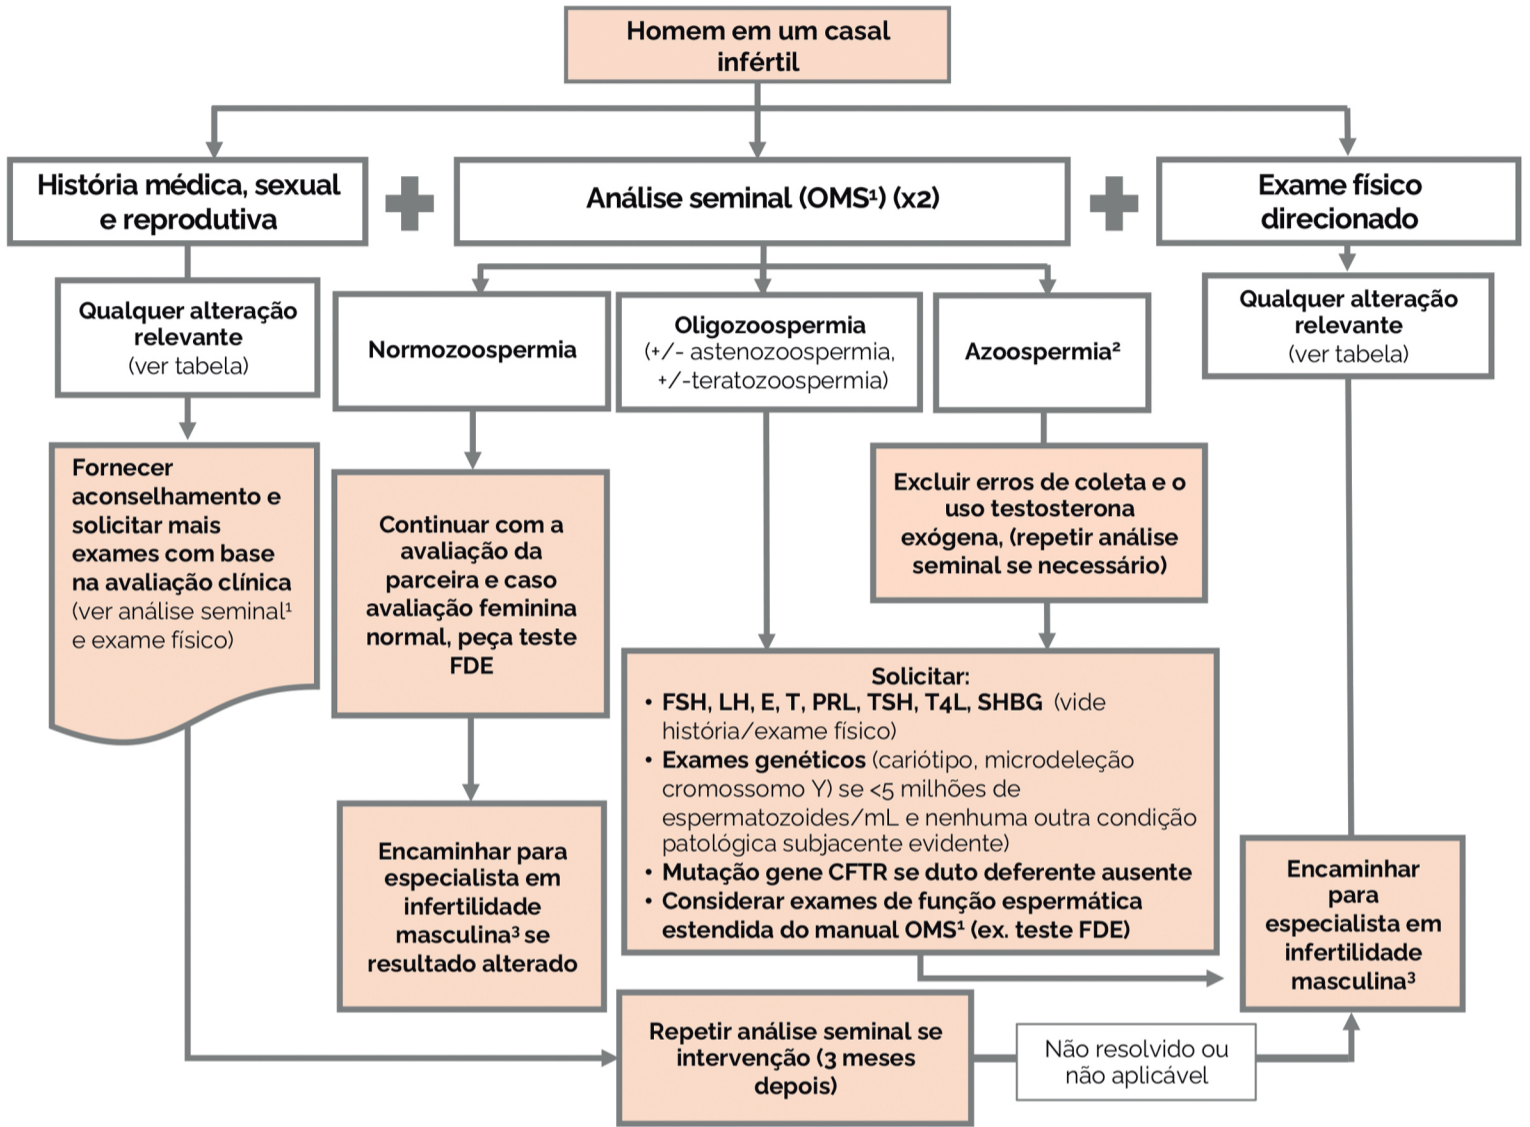 Homem em um casal
infértil
História médica, sexual
e reprodutiva
Análise seminal (OMS¹) (x2)
Exame físico
direcionado
Qualquer alteração
relevante
(ver tabela)
Normozoospermia
Oligozoospermia
(+/- astenozoospermia,
+/-teratozoospermia)
Azoospermia²
Qualquer alteração
relevante
(ver tabela)
Fornecer
aconselhamento e
solicitar mais
exames com base
na avaliação clínica
(ver análise seminal¹
e exame físico)
Continuar com a
avaliação da
parceira e caso
avaliação feminina
normal, peça teste
FDE
Excluir erros de coleta e o
uso testosterona
exógena, (repetir análise
seminal se necessário)
Solicitar:
• FSH, LH, E, T, PRL, TSH, T4L, SHBG (vide
história/exame físico)
• Exames genéticos (cariótipo, microdeleção
cromossomo Y) se <5 milhões de
espermatozoides/mL e nenhuma outra condição
patológica subjacente evidente)
• Mutação gene CFTR se duto deferente ausente
• Considerar exames de função espermática
estendida do manual OMS¹ (ex. teste FDE)
Encaminhar para
especialista em
infertilidade
masculina³ se
resultado alterado
Encaminhar
para
especialista em
infertilidade
masculina³
Repetir análise seminal se
intervenção (3 meses
depois)
Não resolvido ou
não aplicável